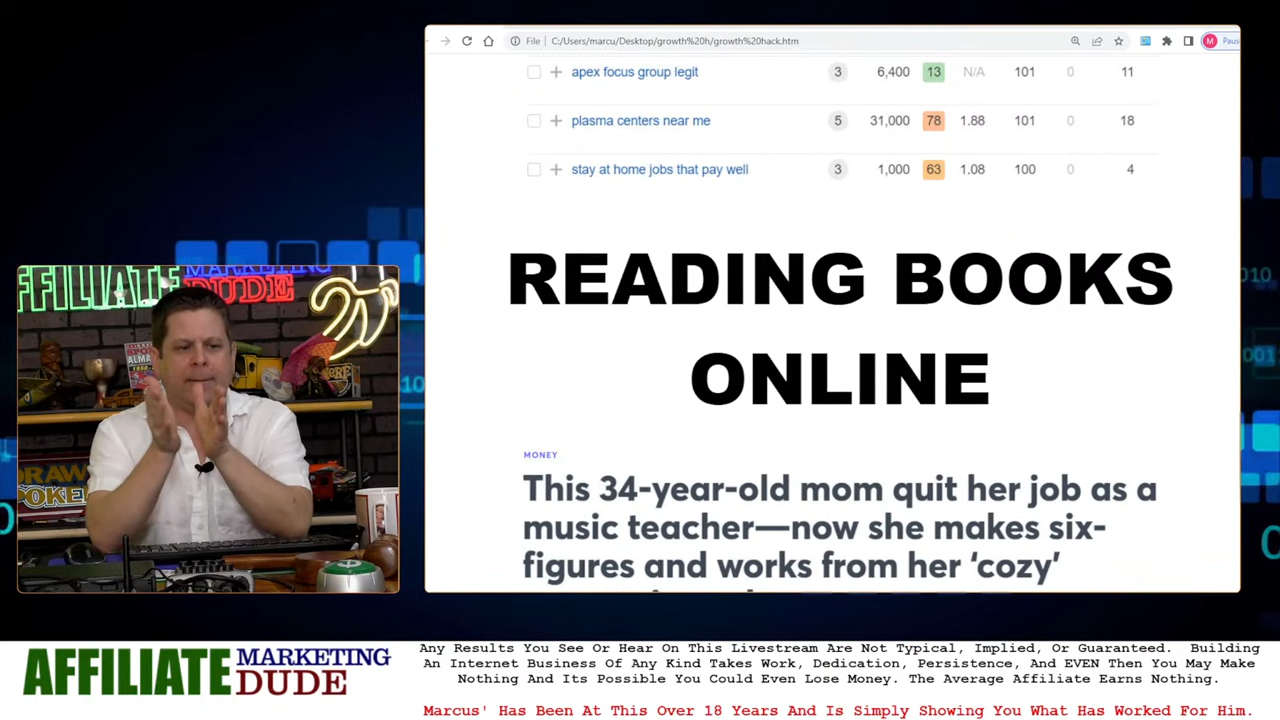 File | C:/Users/marcu/Desktop/growth%20h/growth%20hack.htm
M Paus
apex focus group legit 3 6,400 13 N/A 101 0 11
plasma centers near me 5 31,000 78 1.88 101 0 18
stay at home jobs that pay well 3 1,000 63 1.08 100 0 4
READING BOOKS
ONLINE
MONEY
This 34-year-old mom quit her job as a
music teacher—now she makes six-
figures and works from her ‘cozy’
AFFILIATE
MARKETING
DUDE
AFFILIATE MARKETING
DUDE
Any Results You See Or Hear On This Livestream Are Not Typical, Implied, Or Guaranteed. Building
An Internet Business Of Any Kind Takes Work, Dedication, Persistence, And EVEN Then You May Make
Nothing And Its Possible You Could Even Lose Money. The Average Affiliate Earns Nothing.
Marcus' Has Been At This Over 18 Years And Is Simply Showing You What Has Worked For Him.